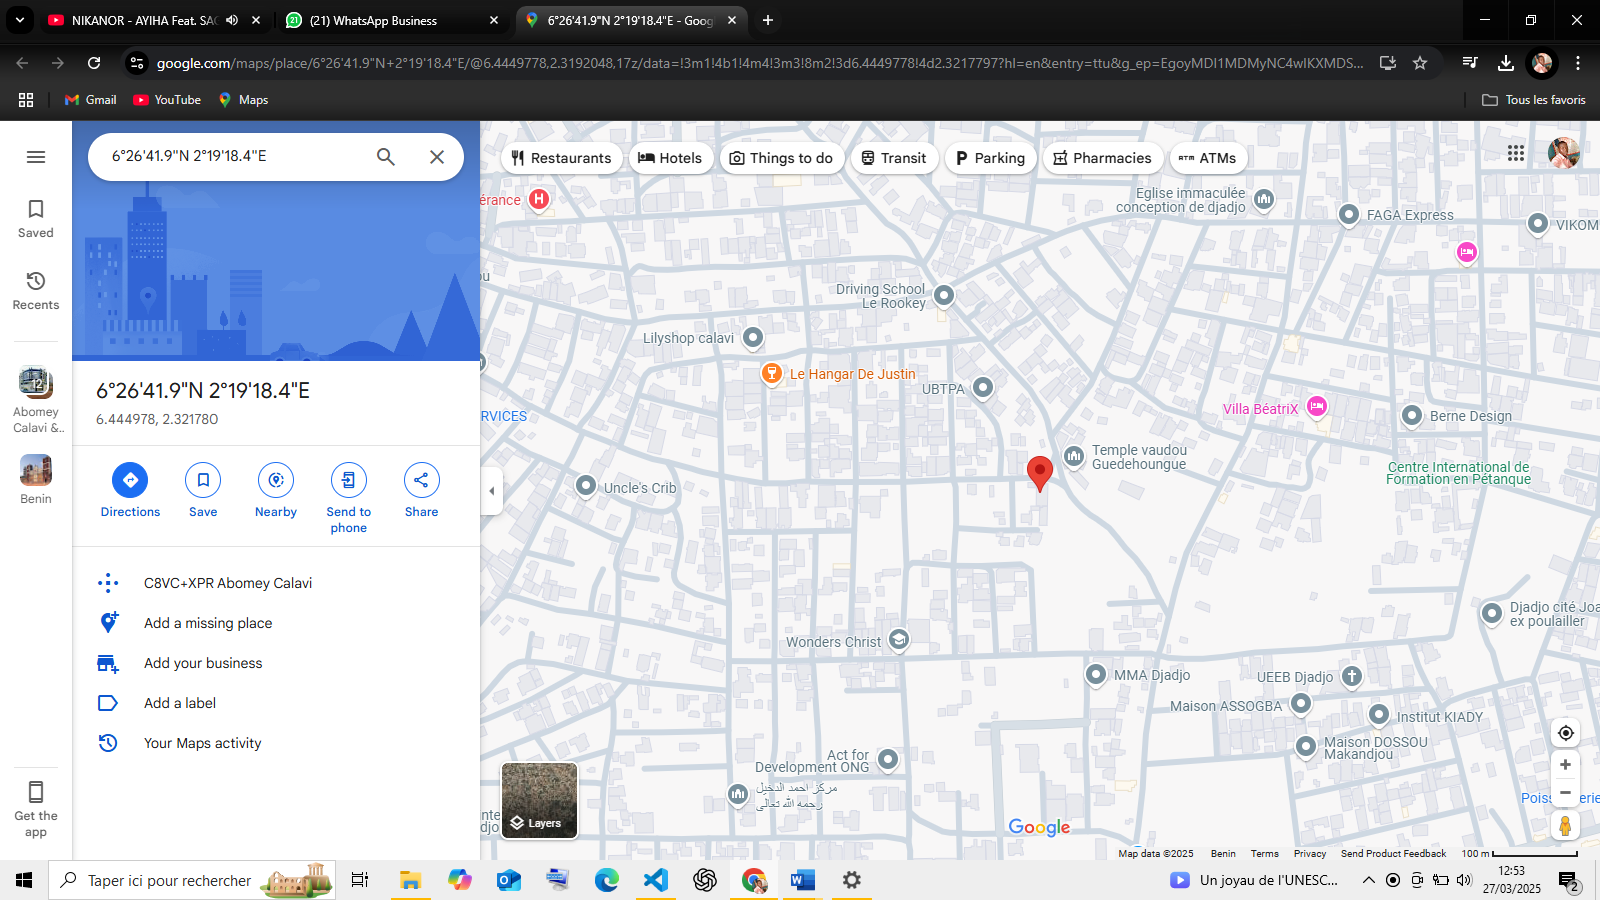 NIKANOR - AYIHA Feat. SAG
(21) WhatsApp Business
6°26'41.9"N 2°19'18.4"E - Goog
google.com/maps/place/6°26'41.9"N+2°19'18.4"E/@6.4449778,2.3192048,17z/data=!3m1!4b1!4m4!3m3!8m2!3d6.4449778!4d2.3217797?hl=en&entry=ttu&g_ep=EgoyMDI1MDMyNC4wIKXMDS...
Gmail
YouTube
Maps
Tous les favoris
6°26'41.9"N 2°19'18.4"E
Restaurants
Hotels
Things to do
Transit
Parking
Pharmacies
ATM
ATMs
Saved
Recents
12
Abomey
Calavi &..
Benin
Get the
app
6°26'41.9"N 2°19'18.4"E
6.444978, 2.321780
Directions
Save
Nearby
Send to
phone
Share
C8VC+XPR Abomey Calavi
Add a missing place
Add your business
Add a label
Your Maps activity
érance
H
Eglise immaculée
conception de djadjo
FAGA Express
VIKOM
ou
Driving School
Le Rookey
Lilyshop calavi
Le Hangar De Justin
UBTPA
RVICES
Villa BéatriX
Berne Design
Temple vaudou
Guedehoungue
Centre International de
Formation en Pétanque
Uncle's Crib
Djadjo cité Joa
ex poulailler
Wonders Christ
MMA Djadjo
UEEB Djadjo
Maison ASSOGBA
Institut KIADY
Maison DOSSOU
Makandjou
Act for
Development ONG
مركز احمد الدخيل
رحمه الله تعالى
nte
djo
Layers
Google
Poiss
erie
Map data ©2025
Benin
Terms
Privacy
Send Product Feedback
100 m
Taper ici pour rechercher
Un joyau de l'UNESC...
12:53
27/03/2025
2